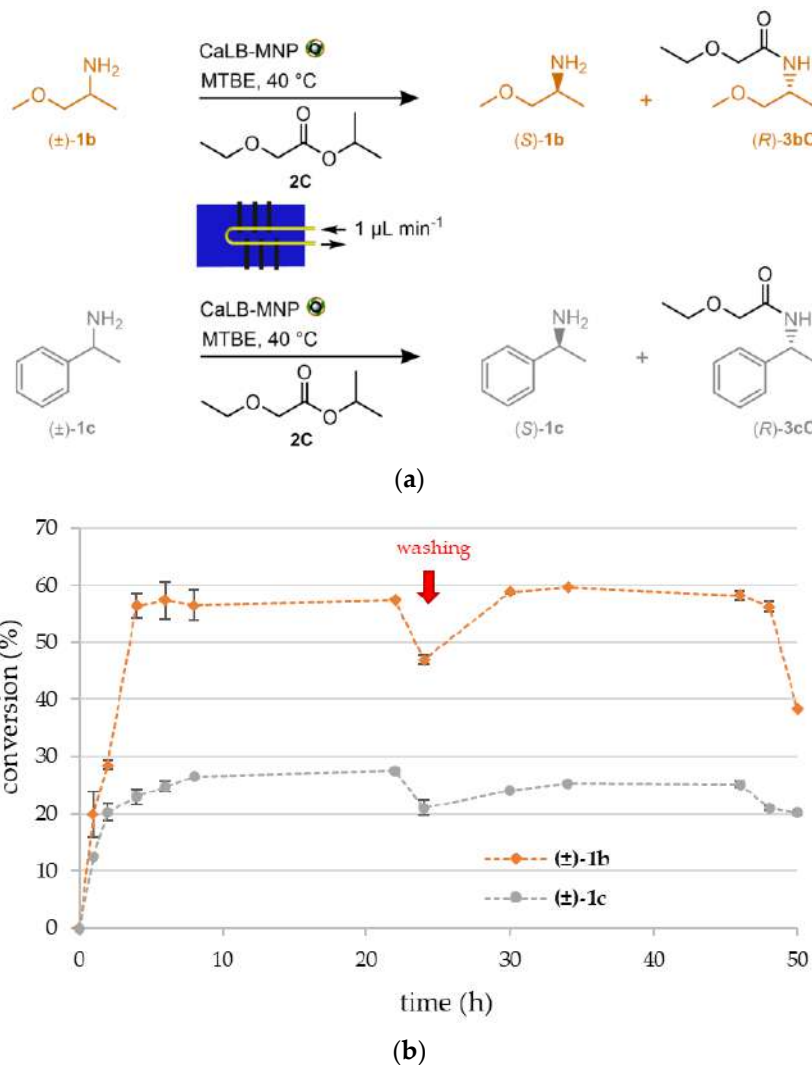 CaLB-MNP
MTBE, 40 °C
NH₂
O
(±)-1b
O
O
O
2C
NH₂
O
(S)-1b
+
O
O
NH
O
(R)-3bC
1 µL min⁻¹
CaLB-MNP
MTBE, 40 °C
NH₂
(±)-1c
O
O
O
2C
NH₂
(S)-1c
+
O
O
NH
(R)-3cC
(a)
70
60
50
40
30
20
10
0
conversion (%)
washing
(±)-1b
(±)-1c
0
10
20
30
40
50
time (h)
(b)